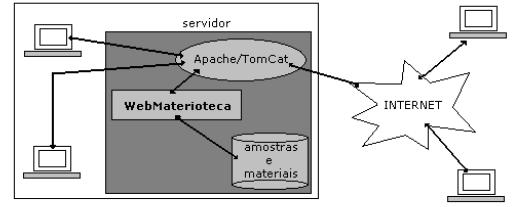 servidor
Apache/TomCat
WebMaterioteca
INTERNET
amostras
e
materiais